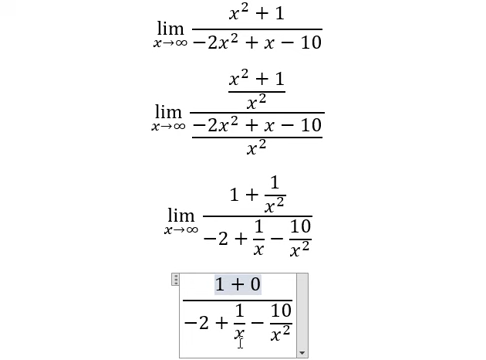 lim x→∞ (x² + 1)/(−2x² + x − 10)
lim x→∞ ((x² + 1)/x²)/((−2x² + x − 10)/x²)
lim x→∞ (1 + 1/x²)/(−2 + 1/x − 10/x²)
(1 + 0)/(−2 + 1/x − 10/x²)